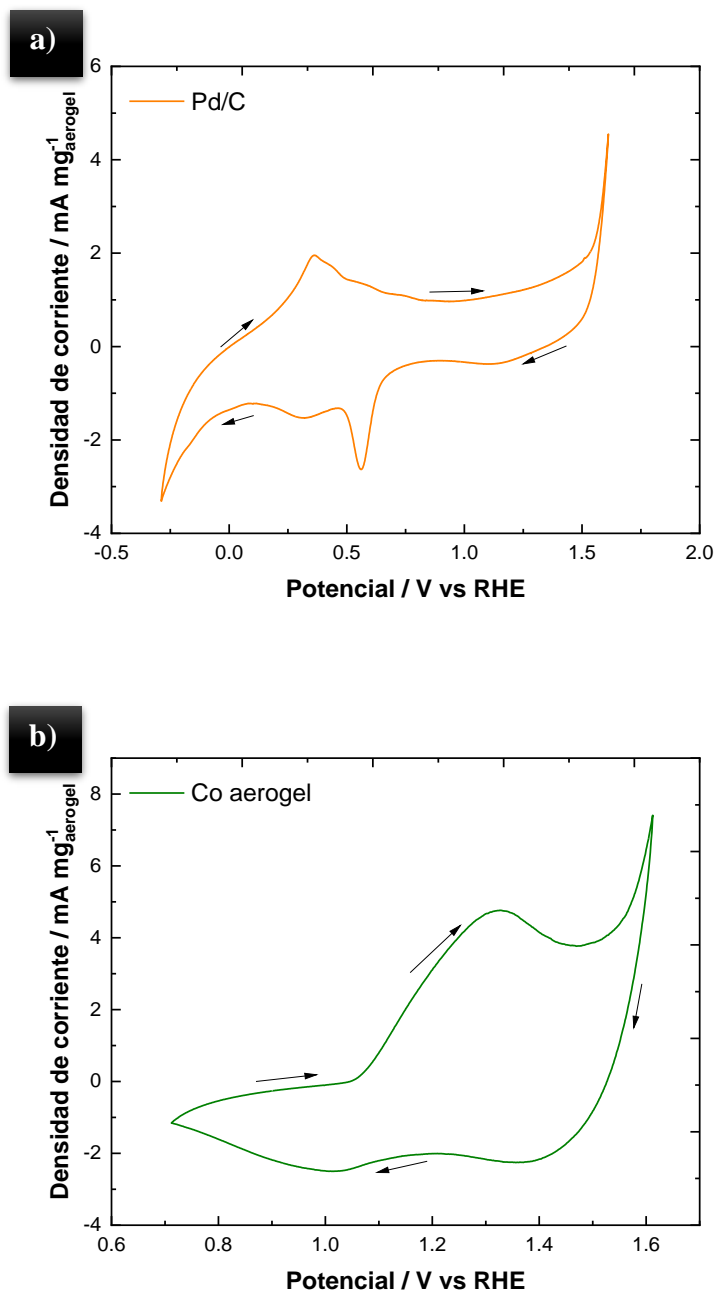 a)
6
4
2
0
-2
-4
Densidad de corriente / mA mg⁻¹aerogel
Pd/C
-0.5 0.0 0.5 1.0 1.5 2.0
Potencial / V vs RHE
b)
8
6
4
2
0
-2
-4
Densidad de corriente / mA mg⁻¹aerogel
Co aerogel
0.6 0.8 1.0 1.2 1.4 1.6
Potencial / V vs RHE